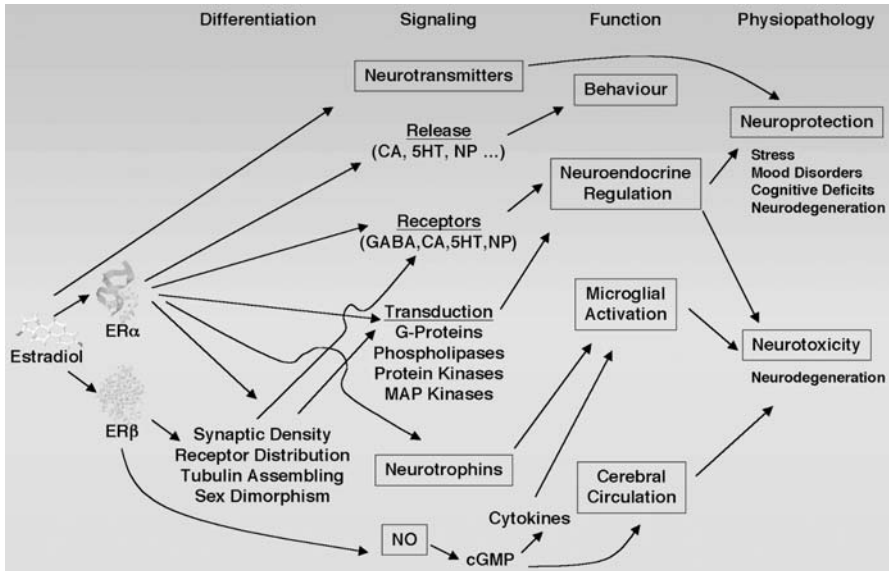 Differentiation Signaling Function Physiopathology
Neurotransmitters
Behaviour
Release
(CA, 5HT, NP ...)
Neuroprotection
Stress
Mood Disorders
Cognitive Deficits
Neurodegeneration
Neuroendocrine
Regulation
Receptors
(GABA,CA,5HT,NP)
Estradiol
ERα
ERβ
Transduction
G-Proteins
Phospholipases
Protein Kinases
MAP Kinases
Microglial
Activation
Neurotoxicity
Neurodegeneration
Synaptic Density
Receptor Distribution
Tubulin Assembling
Sex Dimorphism
Neurotrophins
Cerebral
Circulation
NO
cGMP
Cytokines